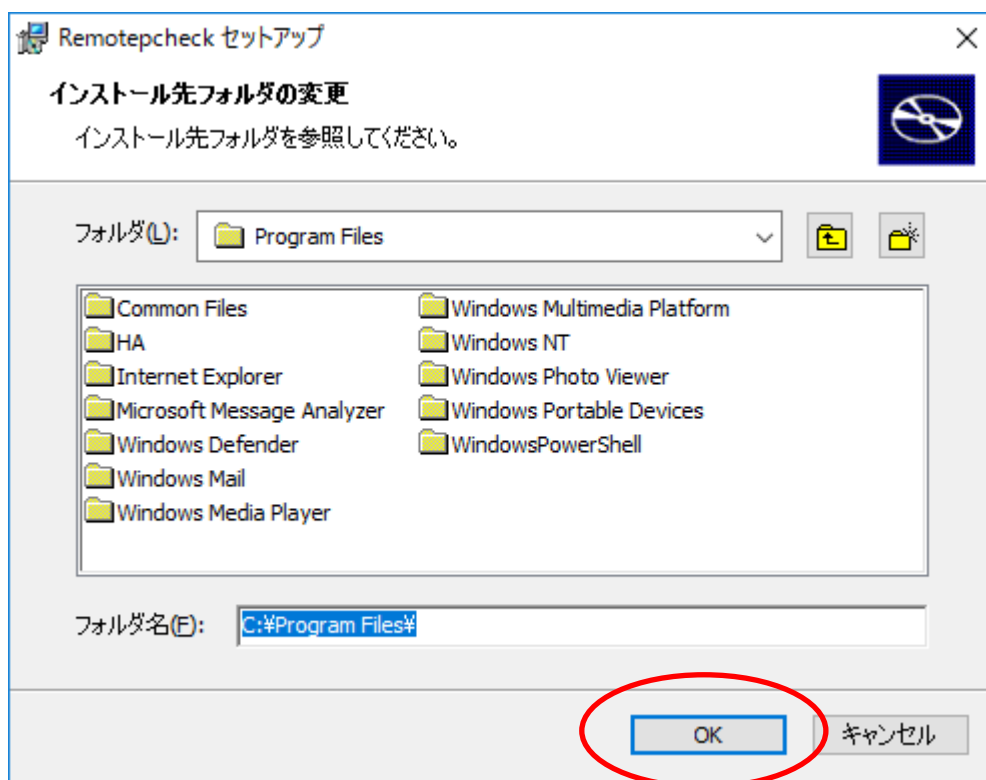 Remotepcheck セットアップ
インストール先フォルダの変更
インストール先フォルダを参照してください。
フォルダ(L): Program Files
Common Files
HA
Internet Explorer
Microsoft Message Analyzer
Windows Defender
Windows Mail
Windows Media Player
Windows Multimedia Platform
Windows NT
Windows Photo Viewer
Windows Portable Devices
WindowsPowerShell
フォルダ名(F): C:¥Program Files¥
OK キャンセル